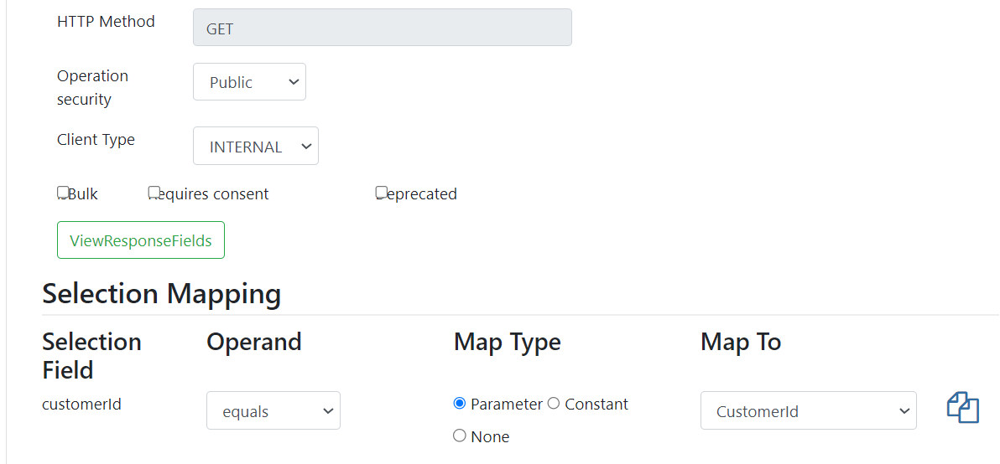 HTTP Method
GET
Operation
security
Public
Client Type
INTERNAL
Bulk
equires consent
eprecated
ViewResponseFields
Selection Mapping
Selection
Field
Operand
Map Type
Map To
customerId
equals
Parameter
Constant
None
CustomerId